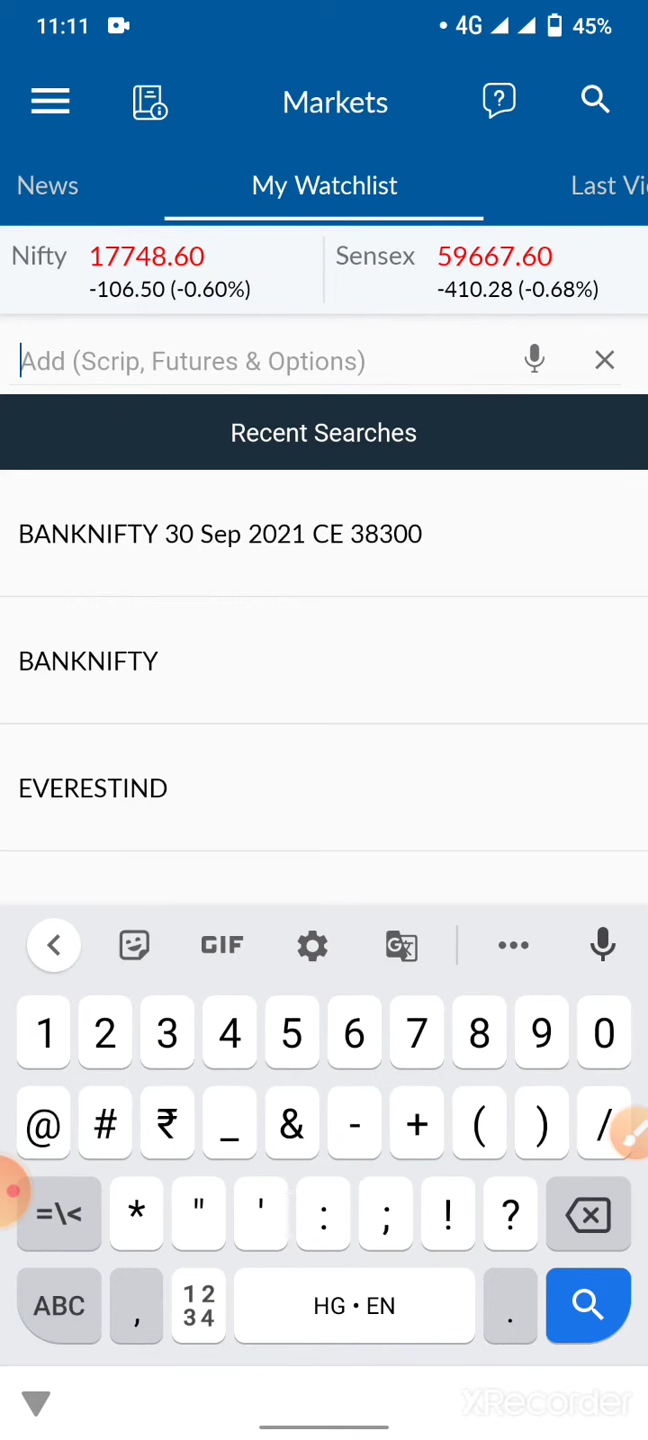 11:11 4G 45%
Markets
News My Watchlist Last Vi
Nifty 17748.60 Sensex 59667.60
-106.50 (-0.60%) -410.28 (-0.68%)
Add (Scrip, Futures & Options)
Recent Searches
BANKNIFTY 30 Sep 2021 CE 38300
BANKNIFTY
EVERESTIND
GIF
1 2 3 4 5 6 7 8 9 0
@ # ₹ _ & - + ( ) /
=\< * " ' : ; ! ?
ABC , 12 34 HG • EN .
XRecorder